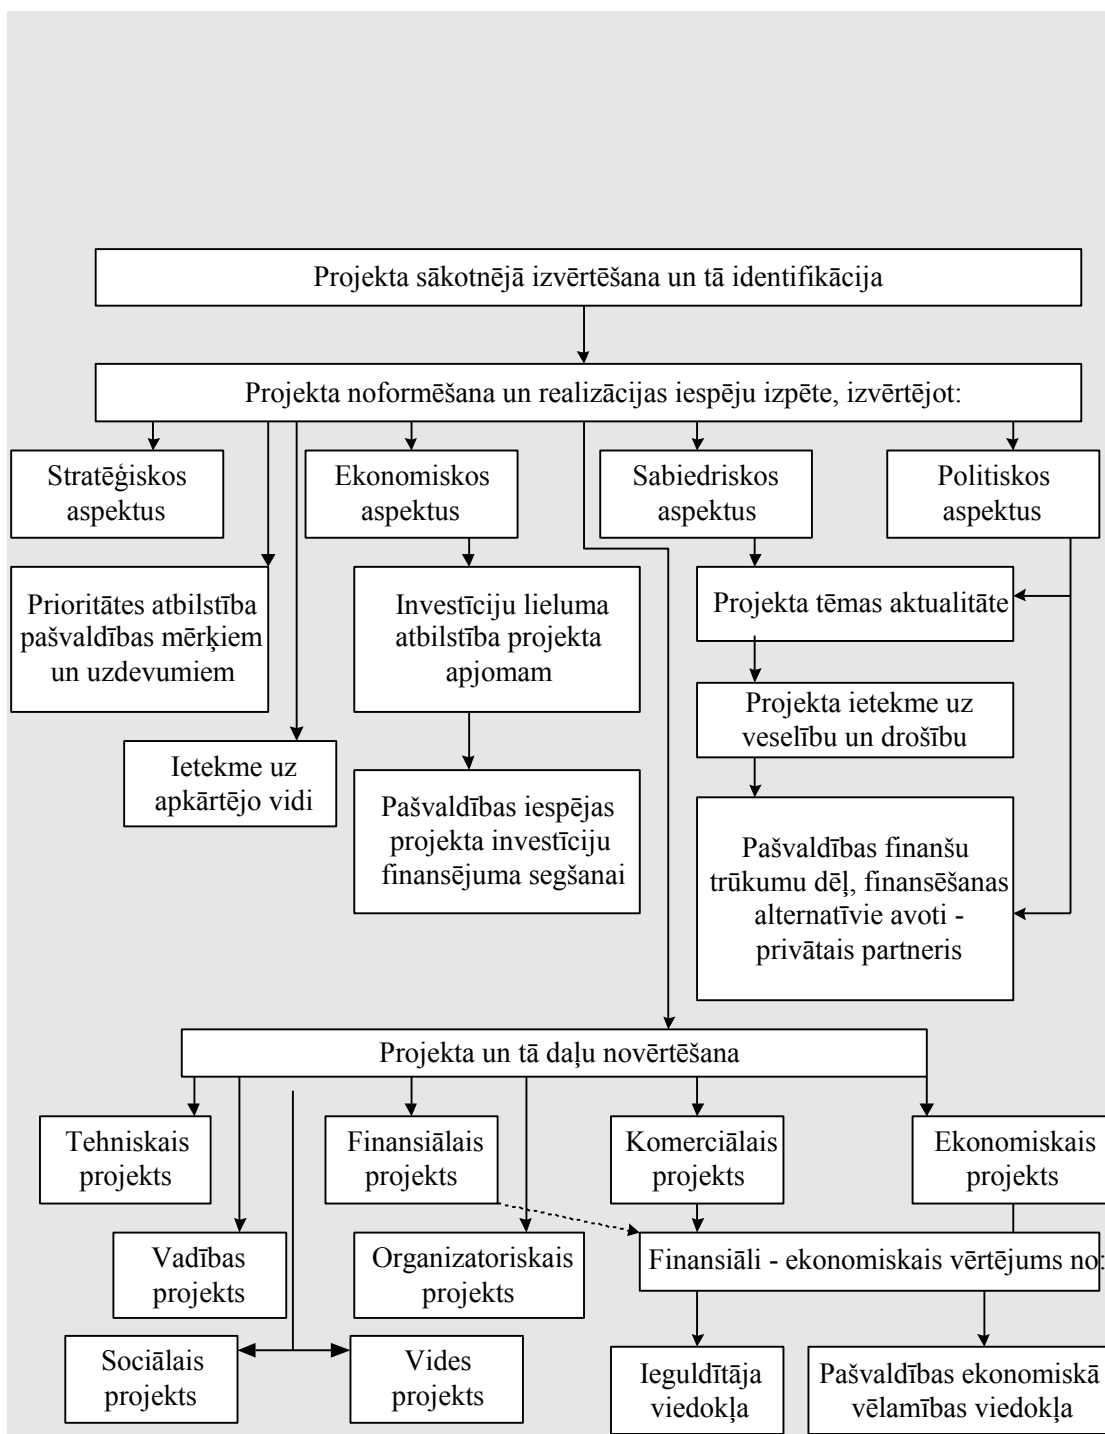 Projekta sākotnējā izvērtēšana un tā identifikācija
Projekta noformēšana un realizācijas iespēju izpēte, izvērtējot:
Stratēģiskos
aspektus
Ekonomiskos
aspektus
Sabiedriskos
aspektus
Politiskos
aspektus
Prioritātes atbilstība
pašvaldības mērķiem
un uzdevumiem
Investīciju lieluma
atbilstība projekta
apjomam
Projekta tēmas aktualitāte
Projekta ietekme uz
veselību un drošību
Ietekme uz
apkārtējo vidi
Pašvaldības iespējas
projekta investīciju
finansējuma segšanai
Pašvaldības finanšu
trūkumu dēļ, finansēšanas
alternatīvie avoti -
privātais partneris
Projekta un tā daļu novērtēšana
Tehniskais
projekts
Finansiālais
projekts
Komerciālais
projekts
Ekonomiskais
projekts
Vadības
projekts
Organizatoriskais
projekts
Finansiāli - ekonomiskais vērtējums no:
Sociālais
projekts
Vides
projekts
Ieguldītāja
viedokļa
Pašvaldības ekonomiskā
vēlamības viedokļa